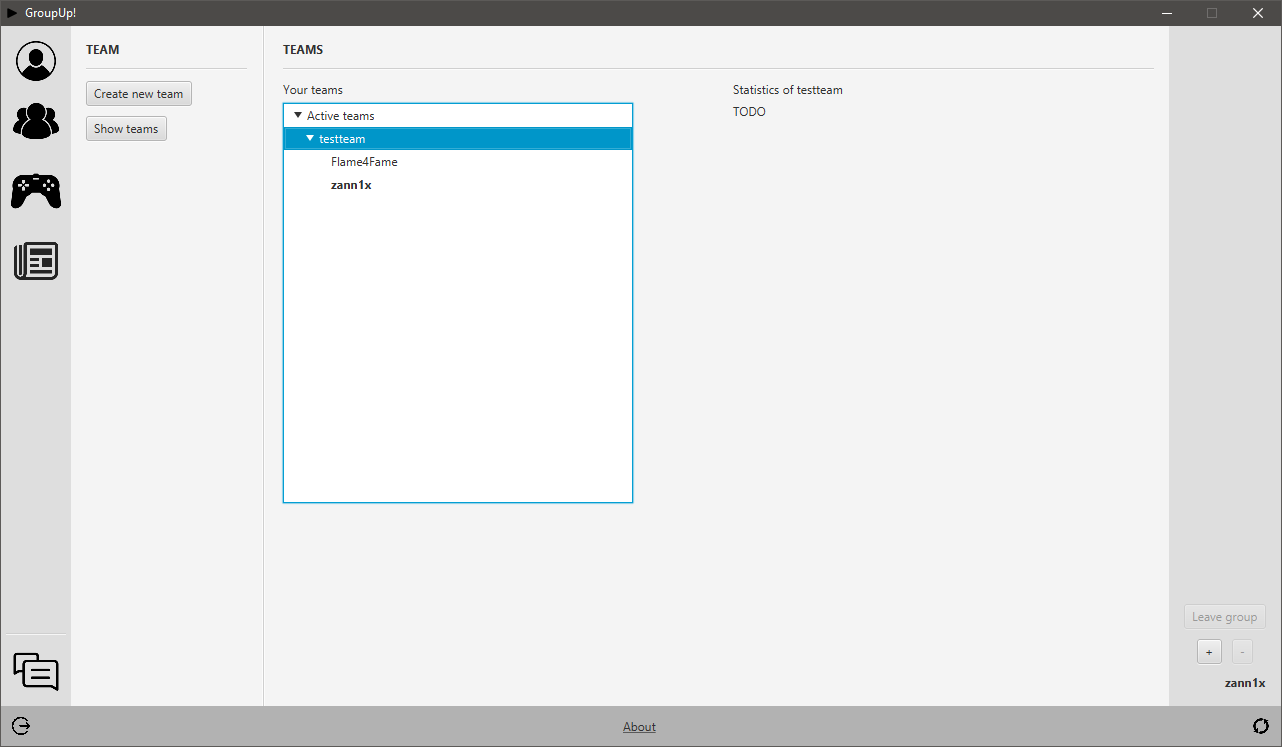 GroupUp!
TEAM
Create new team
Show teams
TEAMS
Your teams
Active teams
testteam
Flame4Fame
zann1x
Statistics of testteam
TODO
Leave group
+ -
zann1x
About